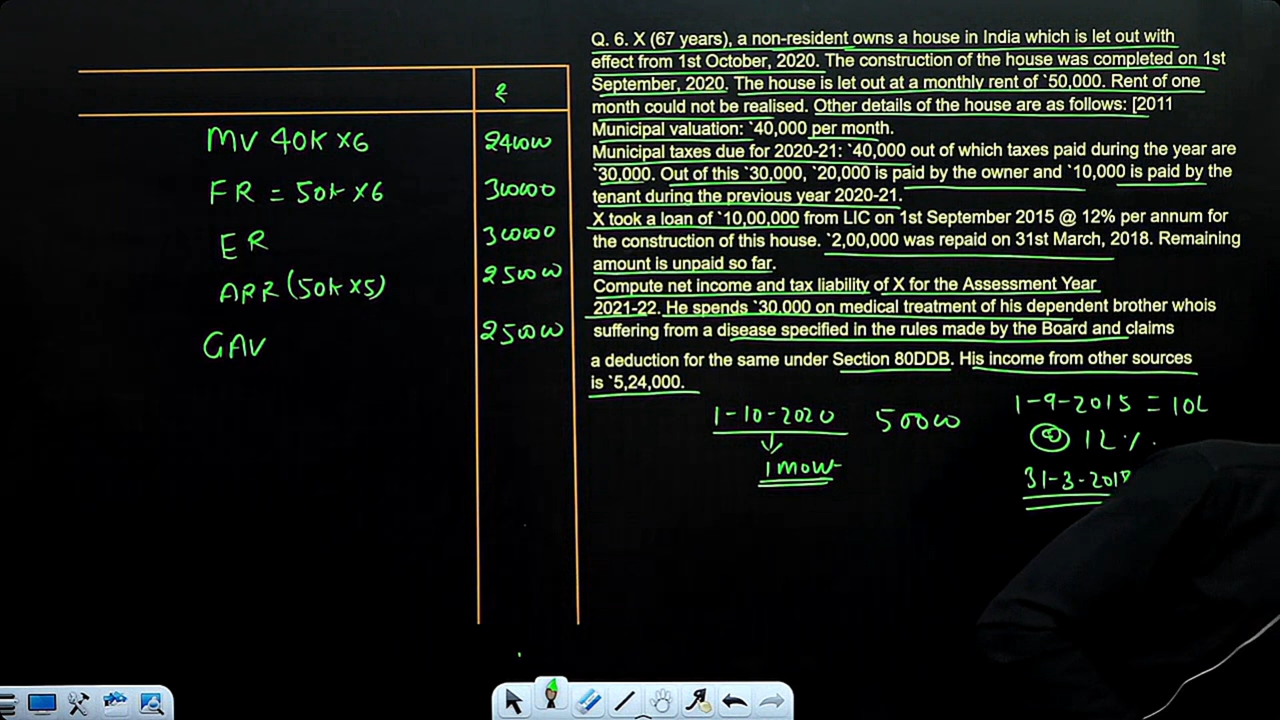 ₹
MV 40K X6 240000
FR = 50K X6 300000
ER 300000
ARR (50K X5) 250000
GAV 250000
Q. 6. X (67 years), a non-resident owns a house in India which is let out with
effect from 1st October, 2020. The construction of the house was completed on 1st
September, 2020. The house is let out at a monthly rent of `50,000. Rent of one
month could not be realised. Other details of the house are as follows: [2011
Municipal valuation: `40,000 per month.
Municipal taxes due for 2020-21: `40,000 out of which taxes paid during the year are
`30,000. Out of this `30,000, `20,000 is paid by the owner and `10,000 is paid by the
tenant during the previous year 2020-21.
X took a loan of `10,00,000 from LIC on 1st September 2015 @ 12% per annum for
the construction of this house. `2,00,000 was repaid on 31st March, 2018. Remaining
amount is unpaid so far.
Compute net income and tax liability of X for the Assessment Year
2021-22. He spends `30,000 on medical treatment of his dependent brother whois
suffering from a disease specified in the rules made by the Board and claims
a deduction for the same under Section 80DDB. His income from other sources
is `5,24,000.
1-10-2020 50000
1 mon
1-9-2015 = 10L
@ 12%.
31-3-2018